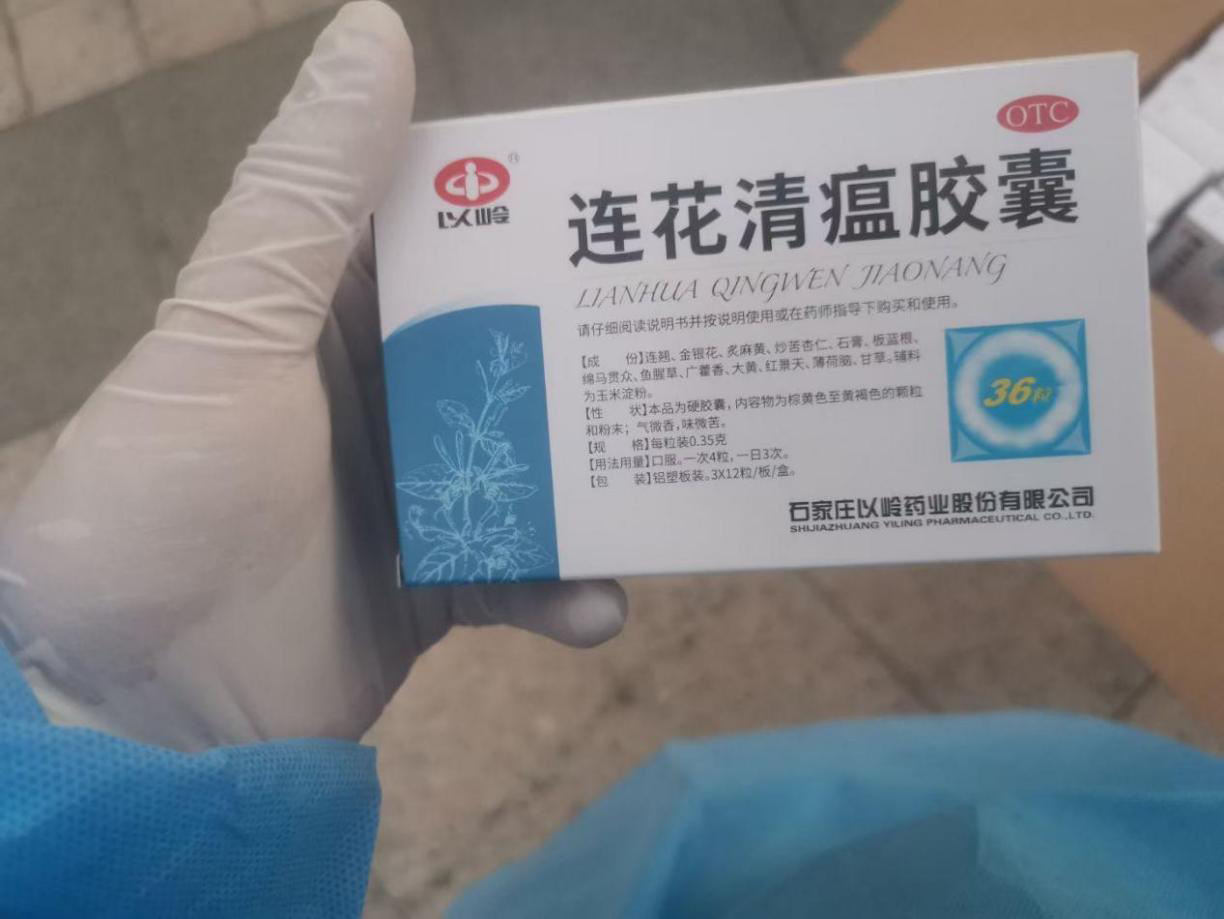 OTC
®
以岭
连花清瘟胶囊
LIANHUA QINGWEN JIAONANG
请仔细阅读说明书并按说明使用或在药师指导下购买和使用。
【成　份】连翘、金银花、炙麻黄、炒苦杏仁、石膏、板蓝根、
绵马贯众、鱼腥草、广藿香、大黄、红景天、薄荷脑、甘草。辅料
为玉米淀粉。
【性　状】本品为硬胶囊，内容物为棕黄色至黄褐色的颗粒
和粉末；气微香，味微苦。
【规　格】每粒装0.35克
【用法用量】口服。一次4粒，一日3次。
【包　装】铝塑板装。3X12粒/板/盒。
36粒
石家庄以岭药业股份有限公司
SHIJIAZHUANG YILING PHARMACEUTICAL CO.,LTD.